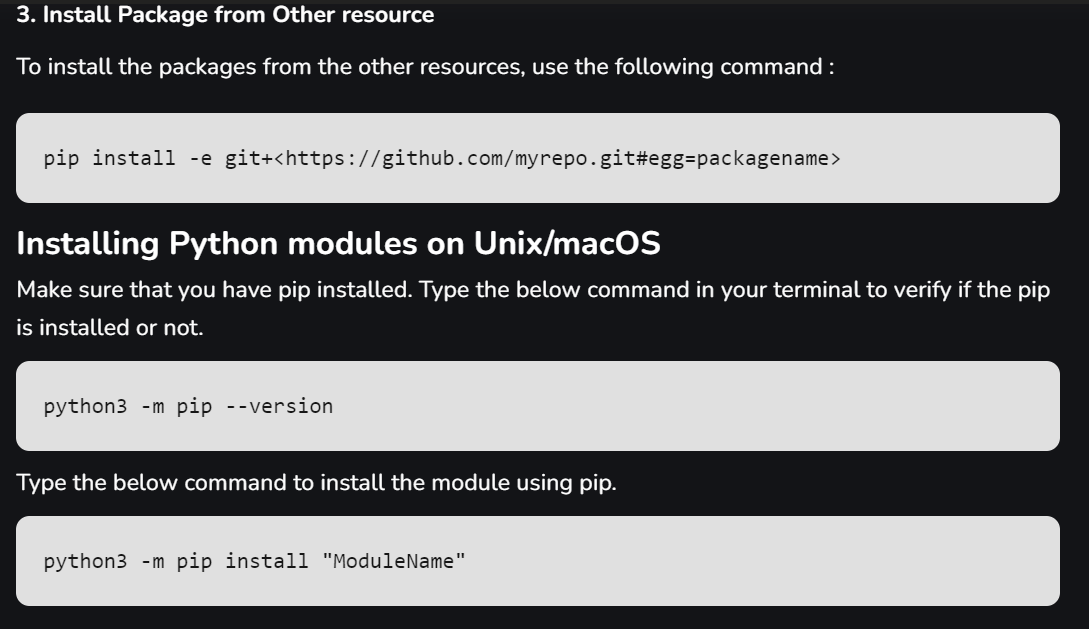 3. Install Package from Other resource
To install the packages from the other resources, use the following command :
pip install -e git+<https://github.com/myrepo.git#egg=packagename>
Installing Python modules on Unix/macOS
Make sure that you have pip installed. Type the below command in your terminal to verify if the pip
is installed or not.
python3 -m pip --version
Type the below command to install the module using pip.
python3 -m pip install "ModuleName"